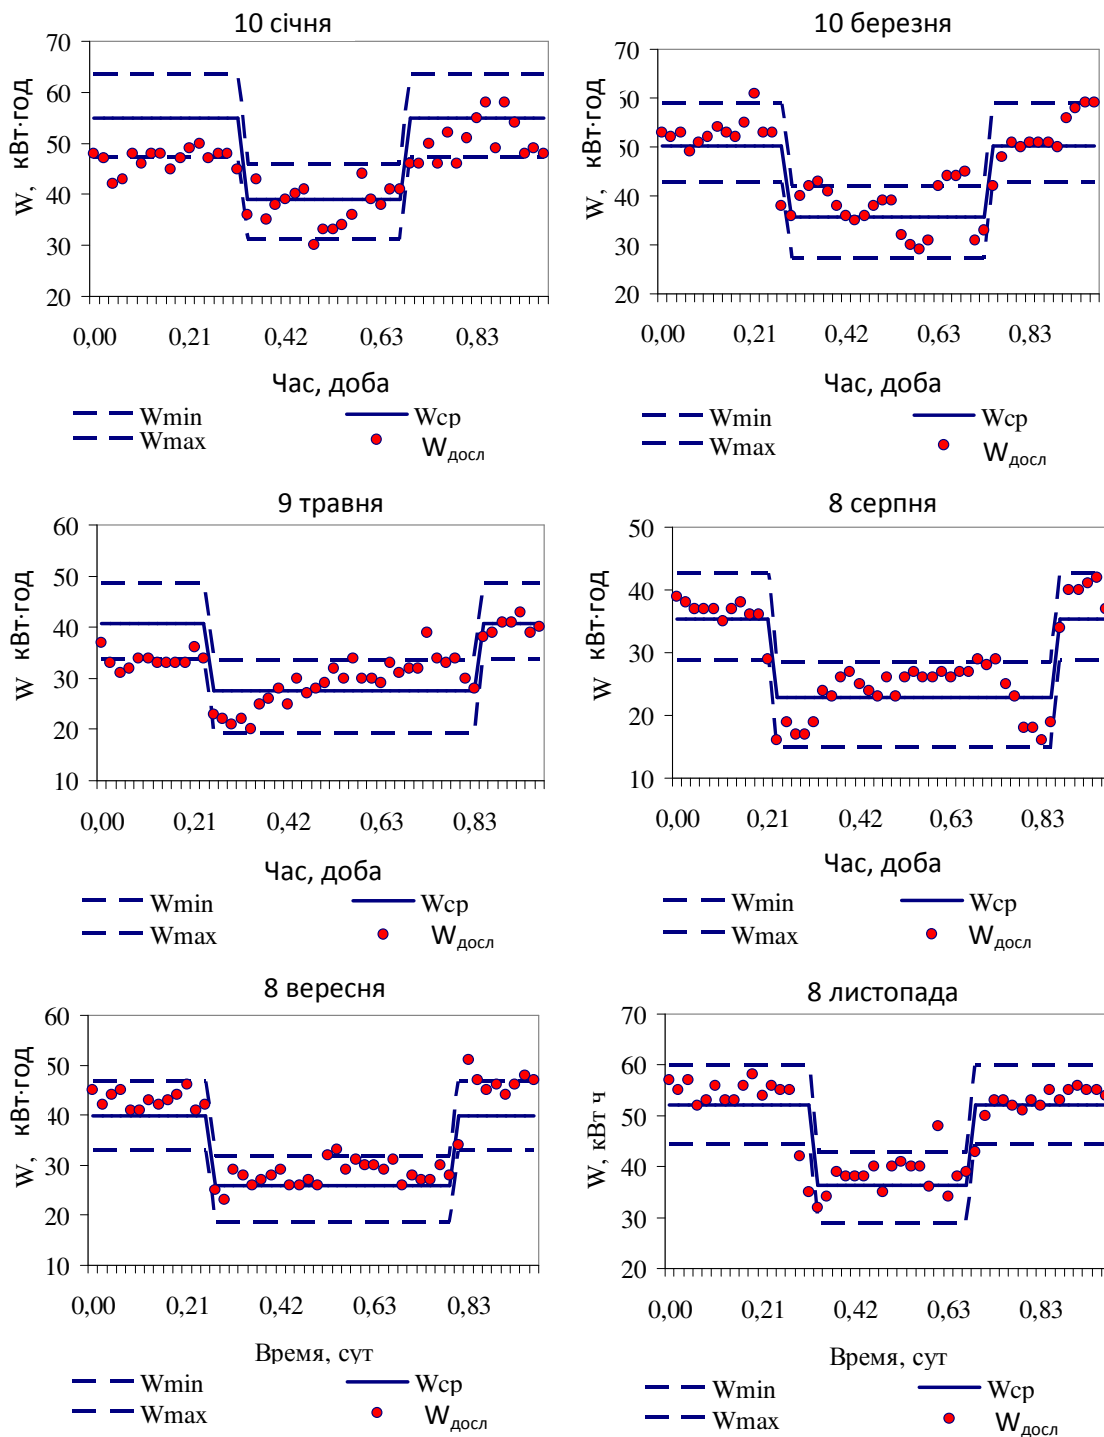 10 січня
70
60
50
40
30
20
W, кВт·год
0,00 0,21 0,42 0,63 0,83
Час, доба
Wmin Wcp
Wmax Wдосл
10 березня
70
60
50
40
30
20
W, кВт·год
0,00 0,21 0,42 0,63 0,83
Час, доба
Wmin Wcp
Wmax Wдосл
9 травня
60
50
40
30
20
10
W кВт·год
0,00 0,21 0,42 0,63 0,83
Час, доба
Wmin Wcp
Wmax Wдосл
8 серпня
50
40
30
20
10
W кВт·год
0,00 0,21 0,42 0,63 0,83
Час, доба
Wmin Wcp
Wmax Wдосл
8 вересня
60
50
40
30
20
10
W, кВт·год
0,00 0,21 0,42 0,63 0,83
Время, сут
Wmin Wcp
Wmax Wдосл
8 листопада
70
60
50
40
30
20
W, кВт ч
0,00 0,21 0,42 0,63 0,83
Время, сут
Wmin Wcp
Wmax Wдосл